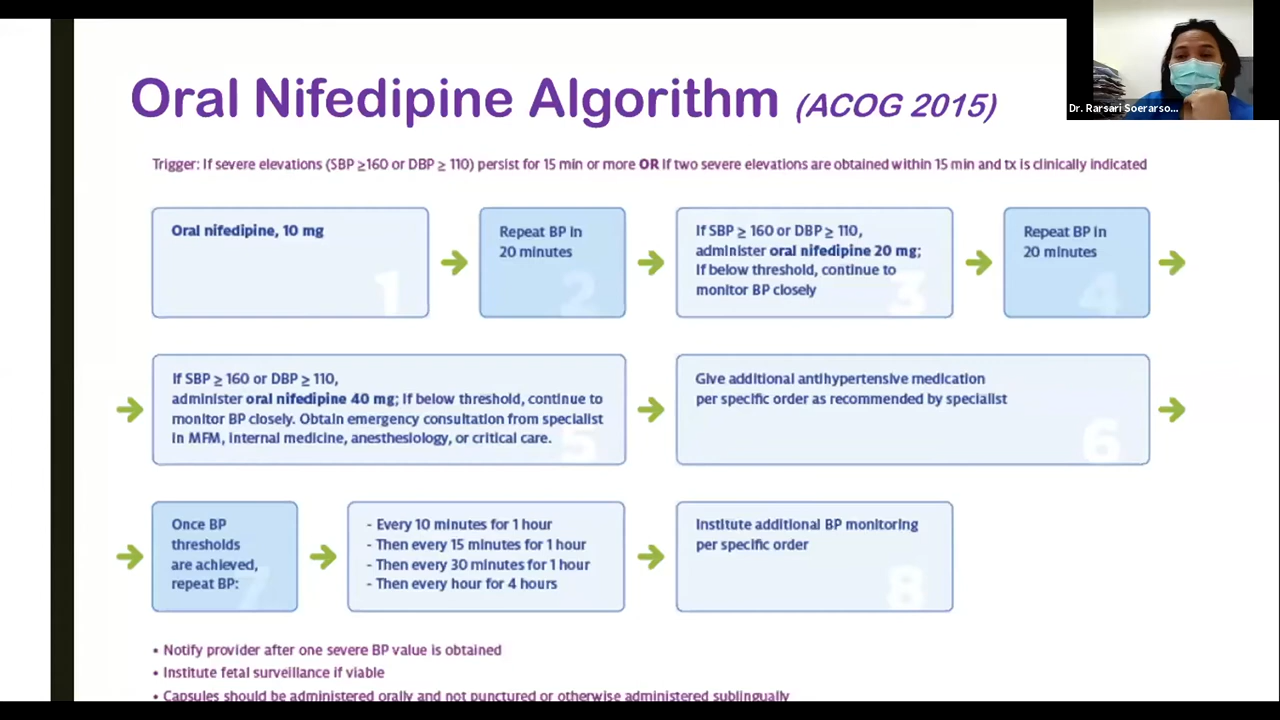 Oral Nifedipine Algorithm (ACOG 2015)
Dr. Rarsari Soerarso...
Trigger: If severe elevations (SBP ≥160 or DBP ≥ 110) persist for 15 min or more OR If two severe elevations are obtained within 15 min and tx is clinically indicated
Oral nifedipine, 10 mg
1
Repeat BP in
20 minutes
2
If SBP ≥ 160 or DBP ≥ 110,
administer oral nifedipine 20 mg;
If below threshold, continue to
monitor BP closely
3
Repeat BP in
20 minutes
4
If SBP ≥ 160 or DBP ≥ 110,
administer oral nifedipine 40 mg; if below threshold, continue to
monitor BP closely. Obtain emergency consultation from specialist
in MFM, internal medicine, anesthesiology, or critical care.
5
Give additional antihypertensive medication
per specific order as recommended by specialist
6
Once BP
thresholds
are achieved,
repeat BP:
7
- Every 10 minutes for 1 hour
- Then every 15 minutes for 1 hour
- Then every 30 minutes for 1 hour
- Then every hour for 4 hours
Institute additional BP monitoring
per specific order
8
• Notify provider after one severe BP value is obtained
• Institute fetal surveillance if viable
• Capsules should be administered orally and not punctured or otherwise administered sublingually